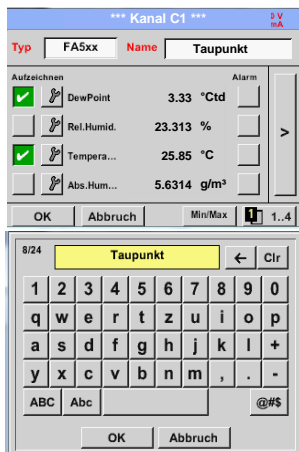 *** Kanal C1 ***
0 V
mA
Typ FA5xx Name Taupunkt
Aufzeichnen Alarm
DewPoint 3.33 °Ctd
Rel.Humid. 23.313 %
Tempera... 25.85 °C
Abs.Hum... 5.6314 g/m³
>
OK Abbruch Min/Max 1 1..4
8/24 Taupunkt ← Clr
1 2 3 4 5 6 7 8 9 0
q w e r t z u i o p
a s d f g h j k l +
y x c v b n m , . -
ABC Abc @#$
OK Abbruch